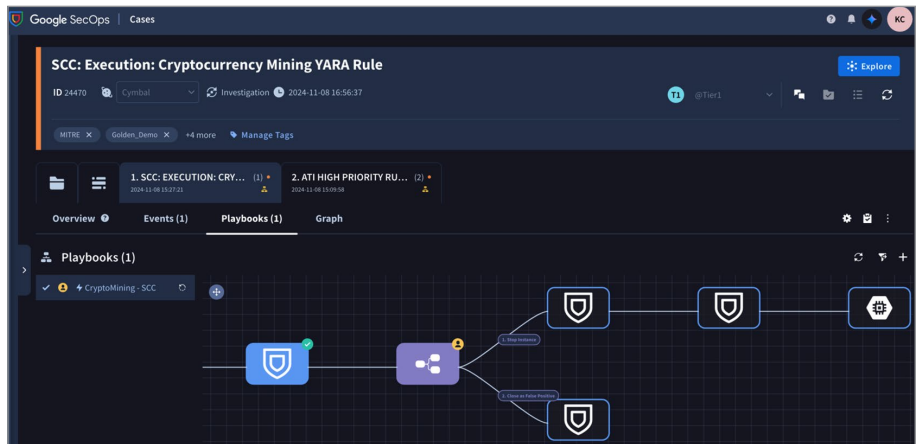 Google SecOps | Cases
KC
SCC: Execution: Cryptocurrency Mining YARA Rule
Explore
ID 24470 Cymbal Investigation 2024-11-08 16:56:37
T1 @Tier1
MITRE X Golden_Demo X +4 more Manage Tags
1. SCC: EXECUTION: CRY... (1)
2024-11-08 15:27:21
2. ATI HIGH PRIORITY RU... (2)
2024-11-08 15:09:58
Overview Events (1) Playbooks (1) Graph
Playbooks (1)
CryptoMining - SCC
1. Stop Instance
2. Close as False Positive